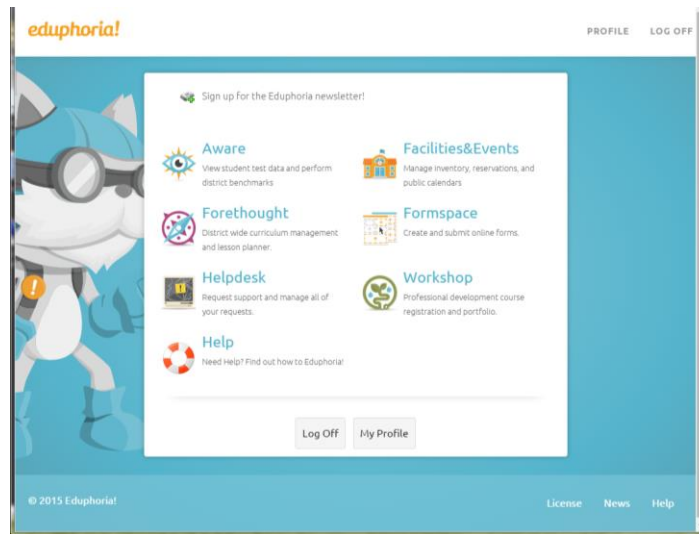 eduphoria!
PROFILE LOG OFF
Sign up for the Eduphoria newsletter!
Aware
View student test data and perform
district benchmarks
Facilities&Events
Manage inventory, reservations, and
public calendars
Forethought
District wide curriculum management
and lesson planner.
Formspace
Create and submit online forms.
Helpdesk
Request support and manage all of
your requests.
Workshop
Professional development course
registration and portfolio.
Help
Need Help? Find out how to Eduphoria!
Log Off My Profile
© 2015 Eduphoria!
License News Help